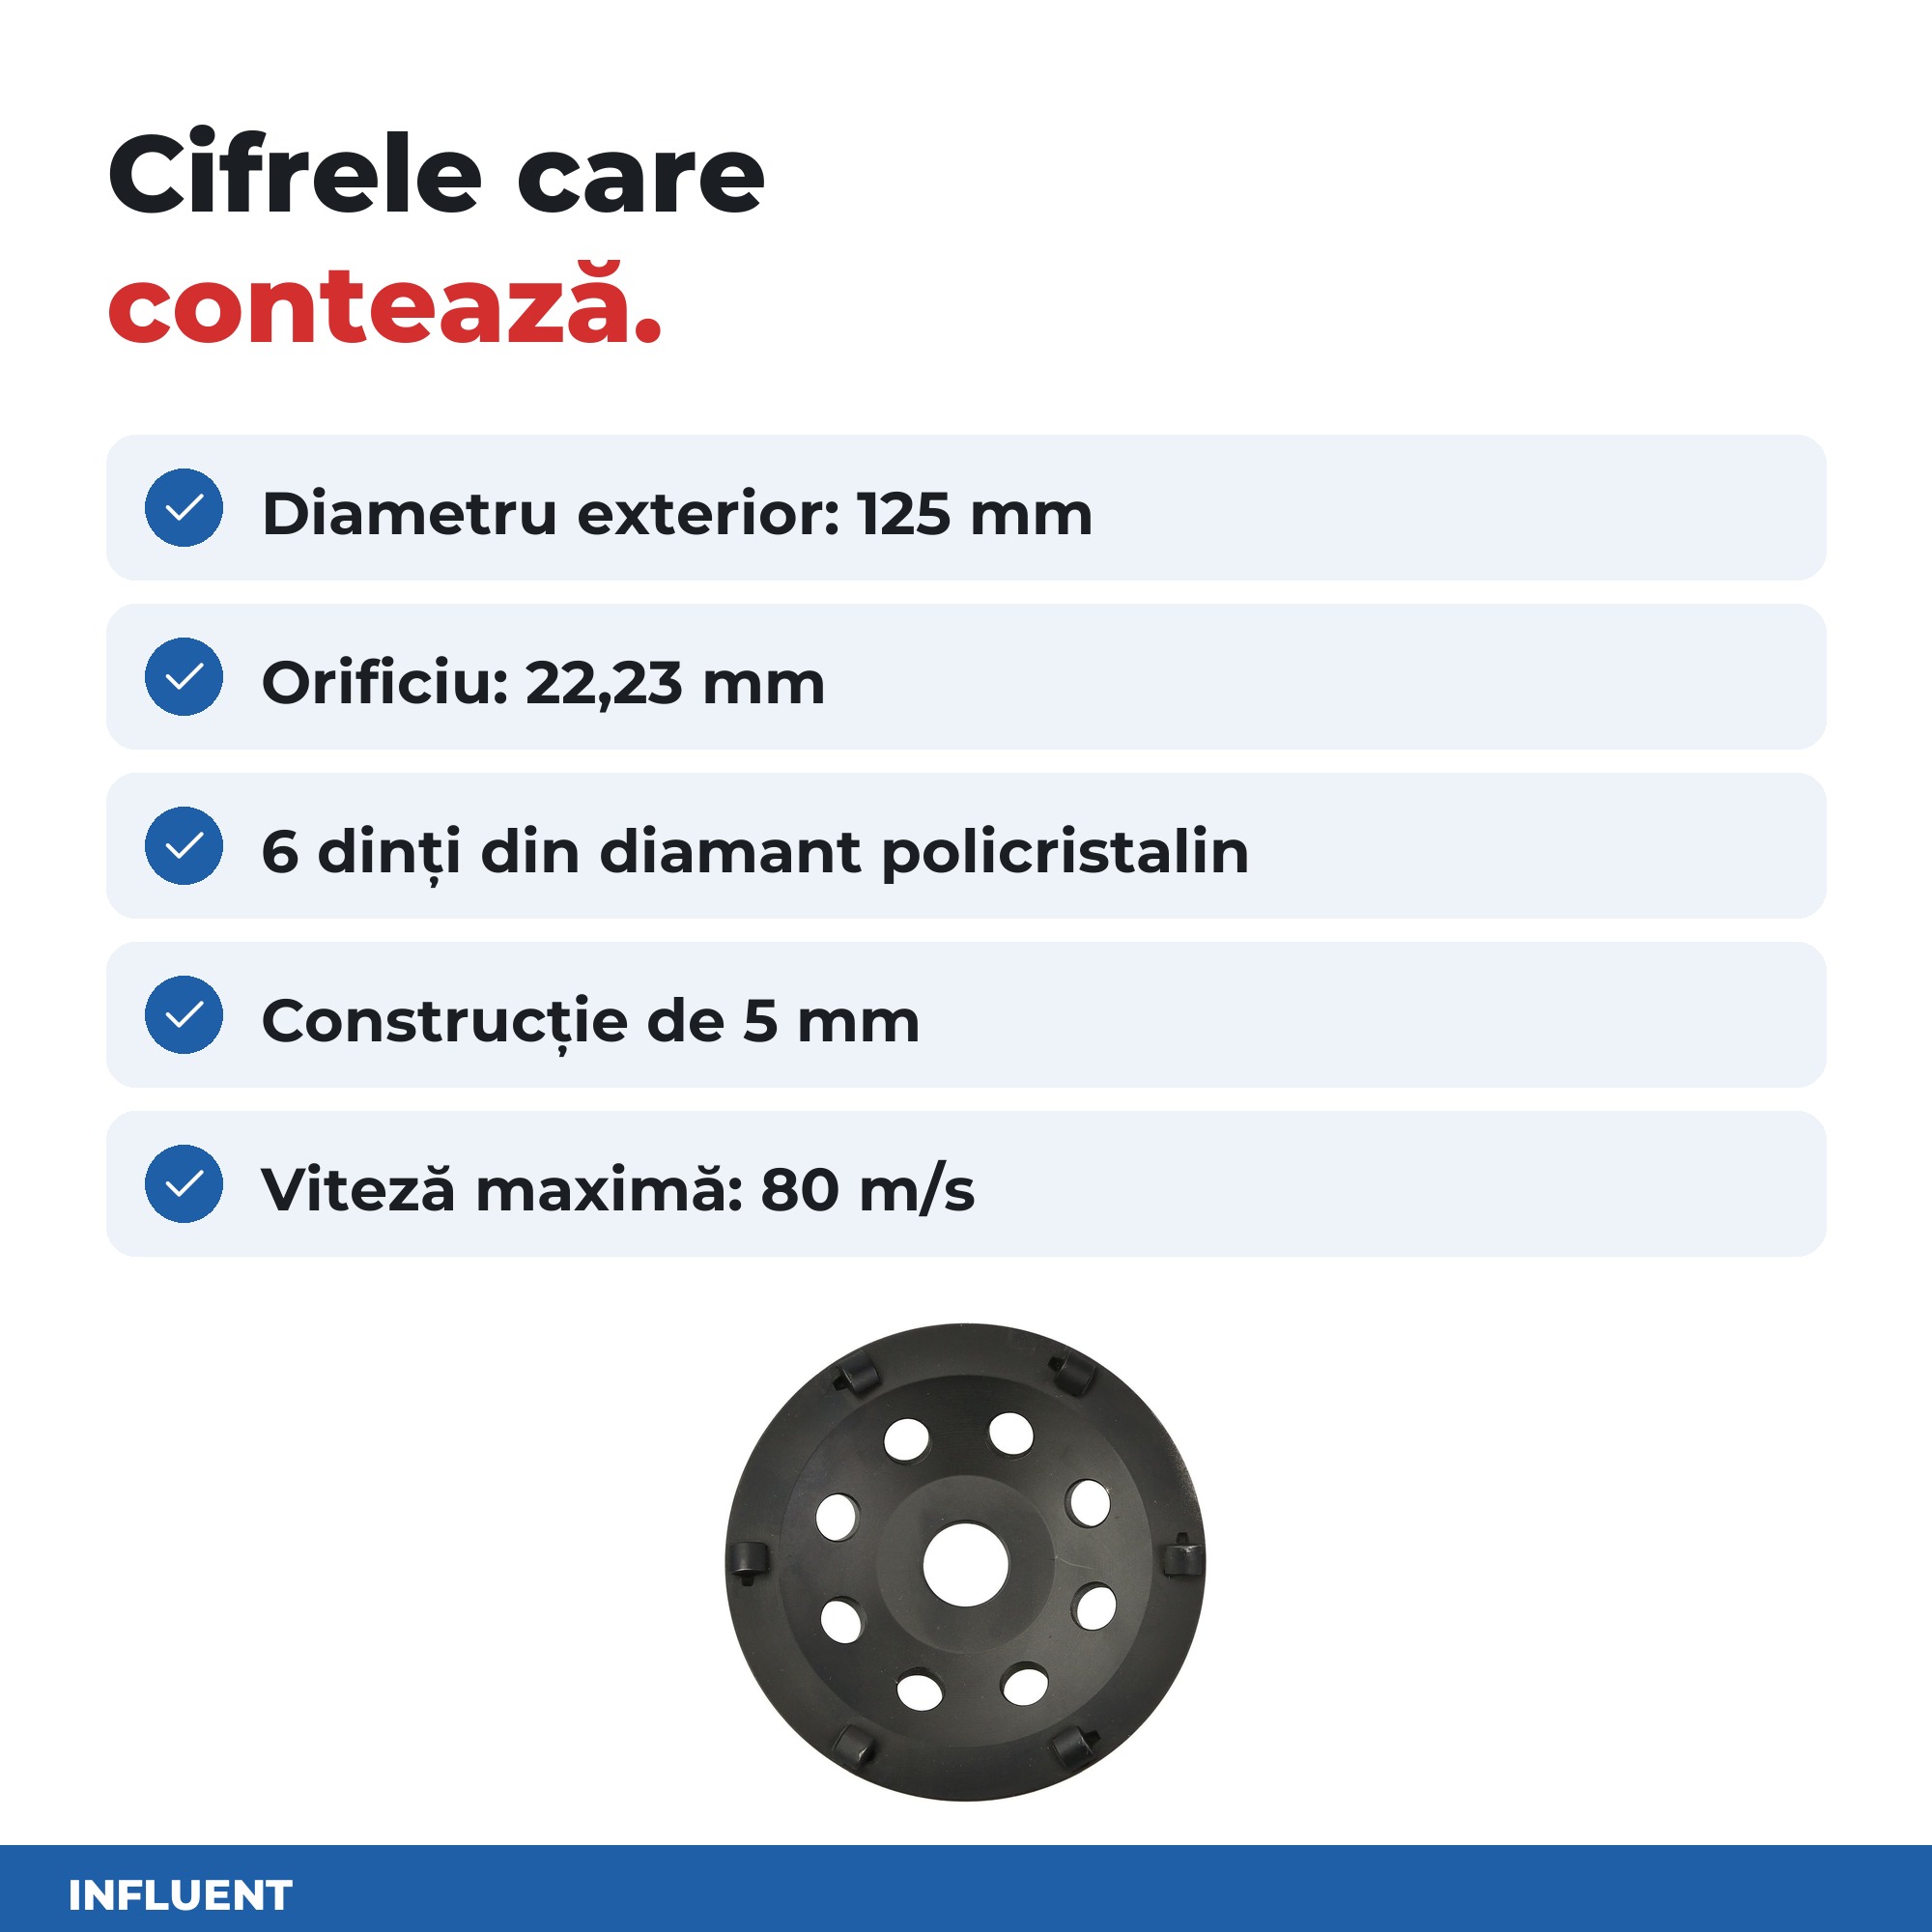 Cifrele care
contează.
Diametru exterior: 125 mm
Orificiu: 22,23 mm
6 dinți din diamant policristalin
Construcție de 5 mm
Viteză maximă: 80 m/s
INFLUENT